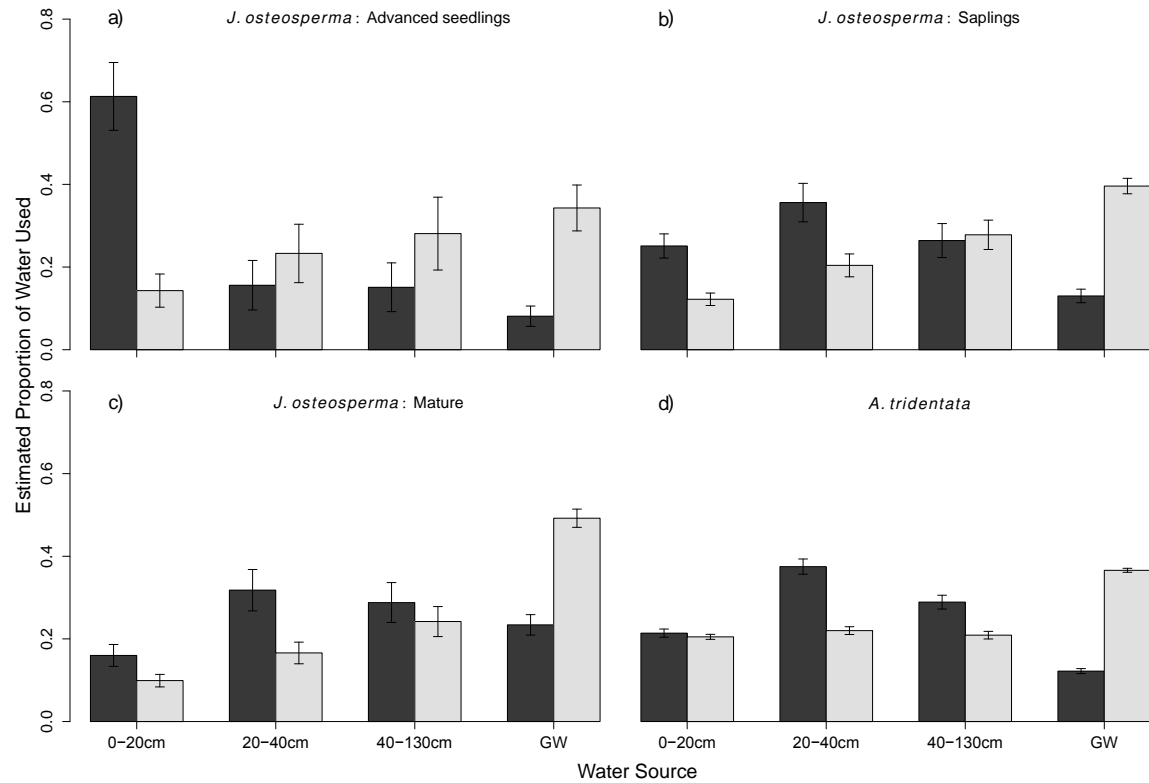 a) J. osteosperma: Advanced seedlings
b) J. osteosperma: Saplings
0.8
0.6
0.4
0.2
0.0
Estimated Proportion of Water Used
c) J. osteosperma: Mature
d) A. tridentata
0.8
0.6
0.4
0.2
0.0
0−20cm 20−40cm 40−130cm GW 0−20cm 20−40cm 40−130cm GW
Water Source